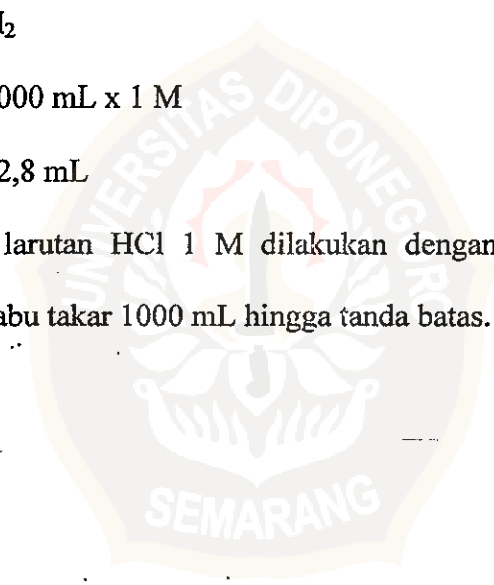 M₂
000 mL x 1 M
2,8 mL
larutan HCl 1 M dilakukan dengan
abu takar 1000 mL hingga tanda batas.
UNIVERSITAS DIPONEGORO
SEMARANG